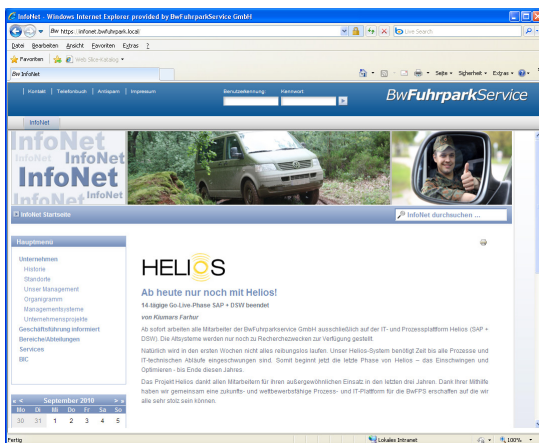 InfoNet - Windows Internet Explorer provided by BwFuhrparkService GmbH
https://infonet.bwfuhrpark.local
Live Search
Datei Bearbeiten Ansicht Favoriten Extras ?
Favoriten Web Slice-Katalog
InfoNet
Seite Sicherheit Extras
Kontakt | Telefonbuch | Antispam | Impressum
Benutzerkennung: Kennwort:
BwFuhrparkService
InfoNet
InfoNet
InfoNet InfoNet
InfoNet
InfoNet InfoNet
InfoNet Startseite
InfoNet durchsuchen ...
Hauptmenü
Unternehmen
Historie
Standorte
Unser Management
Organigramm
Managementsysteme
Unternehmensprojekte
Geschäftsführung informiert
Bereiche/Abteilungen
Services
BIC
« < September 2010 > »
Mo Di Mi Do Fr Sa So
30 31 1 2 3 4 5
HELIOS
Ab heute nur noch mit Helios!
14-tägige Go-Live-Phase SAP + DSW beendet
von Kiumars Farhur
Ab sofort arbeiten alle Mitarbeiter der BwFuhrparkservice GmbH ausschließlich auf der IT- und Prozessplattform Helios (SAP +
DSW). Die Altsysteme werden nur noch zu Recherchezwecken zur Verfügung gestellt.
Natürlich wird in den ersten Wochen nicht alles reibungslos laufen. Unser Helios-System benötigt Zeit bis alle Prozesse und
IT-technischen Abläufe eingeschwungen sind. Somit beginnt jetzt die letzte Phase von Helios – das Einschwingen und
Optimieren - bis Ende diesen Jahres.
Das Projekt Helios dankt allen Mitarbeitern für ihren außergewöhnlichen Einsatz in den letzten drei Jahren. Dank Ihrer Mithilfe
haben wir gemeinsam eine zukunfts- und wettbewerbsfähige Prozess- und IT-Plattform für die BwFPS erschaffen auf die wir
alle sehr stolz sein können.
Fertig
Lokales Intranet
100%